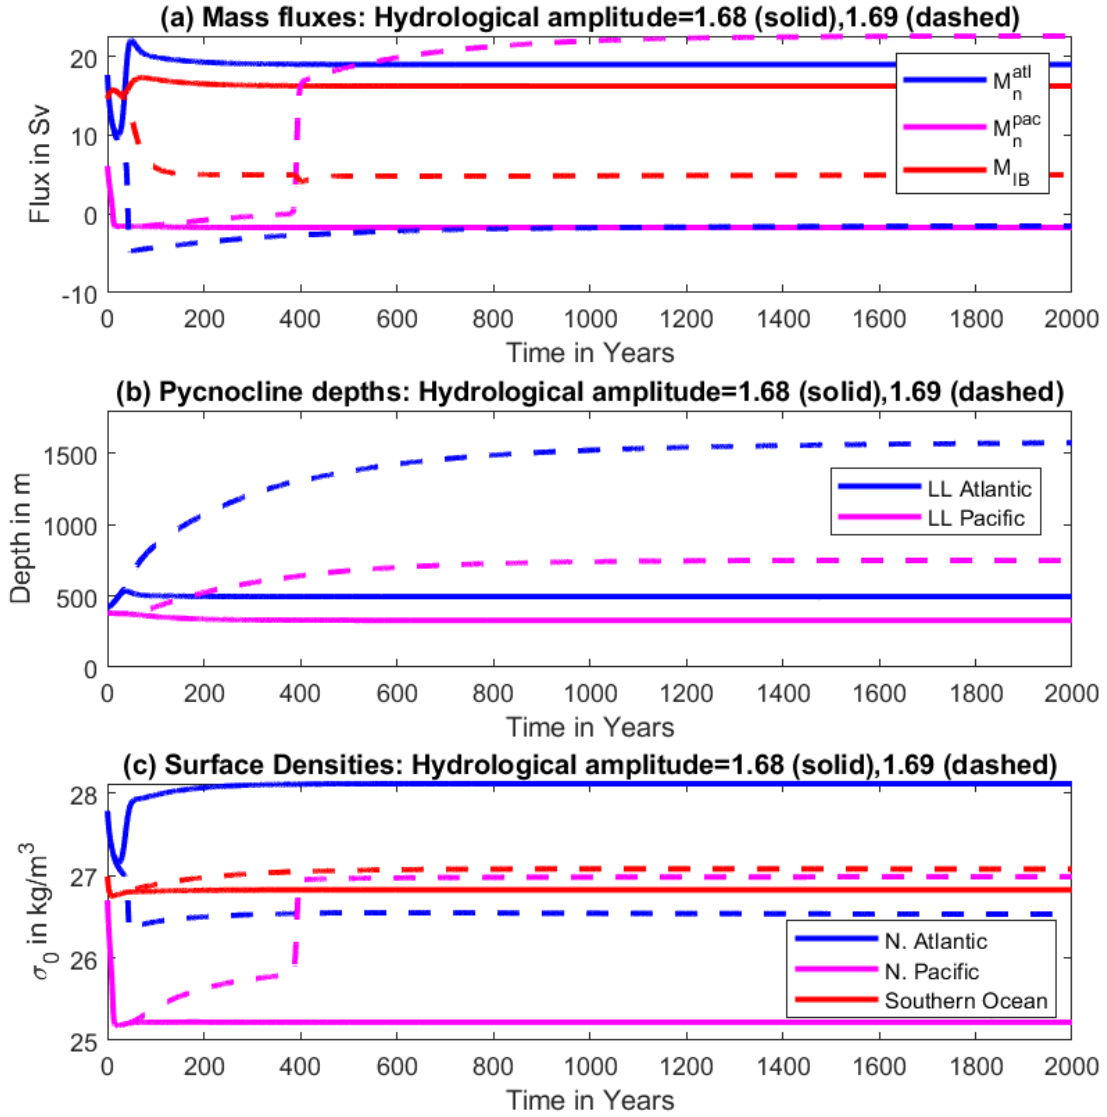 (a) Mass fluxes: Hydrological amplitude=1.68 (solid),1.69 (dashed)
Flux in Sv
20
10
0
-10
M_n^atl
M_n^pac
M_IB
0 200 400 600 800 1000 1200 1400 1600 1800 2000
Time in Years
(b) Pycnocline depths: Hydrological amplitude=1.68 (solid),1.69 (dashed)
Depth in m
1500
1000
500
0
LL Atlantic
LL Pacific
0 200 400 600 800 1000 1200 1400 1600 1800 2000
Time in Years
(c) Surface Densities: Hydrological amplitude=1.68 (solid),1.69 (dashed)
σ_0 in kg/m^3
28
27
26
25
N. Atlantic
N. Pacific
Southern Ocean
0 200 400 600 800 1000 1200 1400 1600 1800 2000
Time in Years